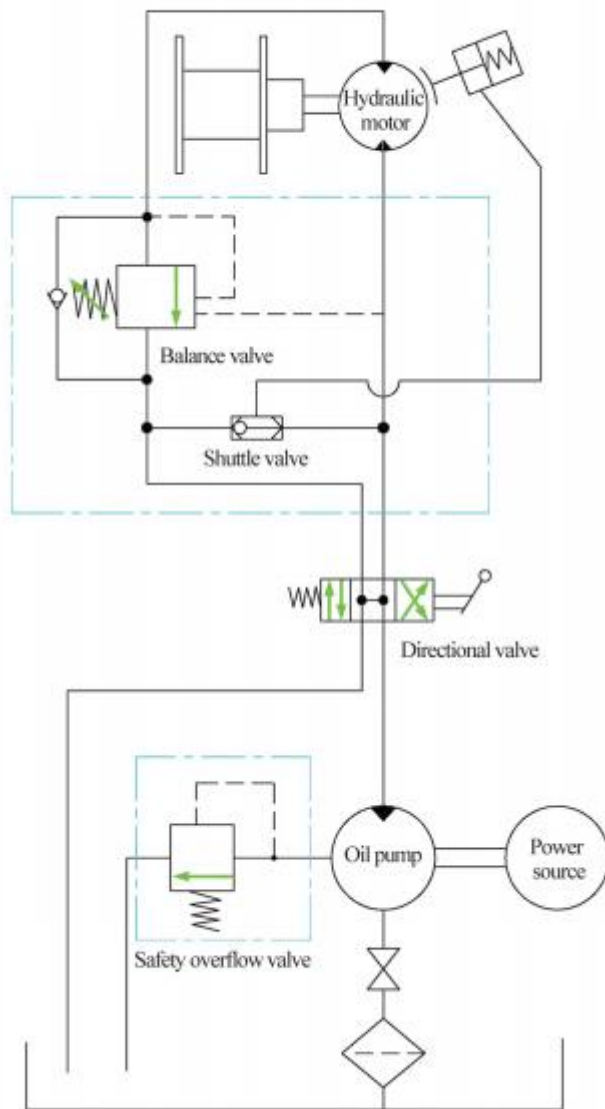 Hydraulic
motor
Balance valve
Shuttle valve
Directional valve
Oil pump
Power
source
Safety overflow valve